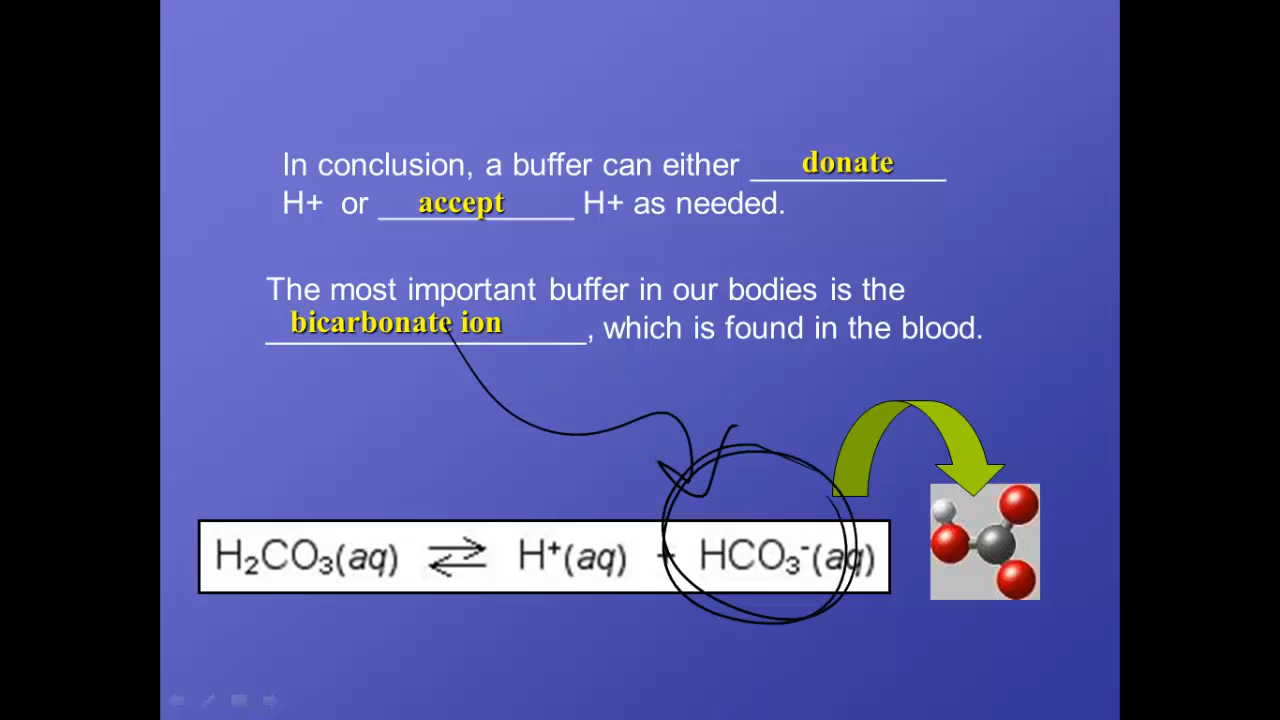 In conclusion, a buffer can either donate
H+ or accept H+ as needed.
The most important buffer in our bodies is the
bicarbonate ion, which is found in the blood.
H₂CO₃(aq) ⇌ H⁺(aq) + HCO₃⁻(aq)